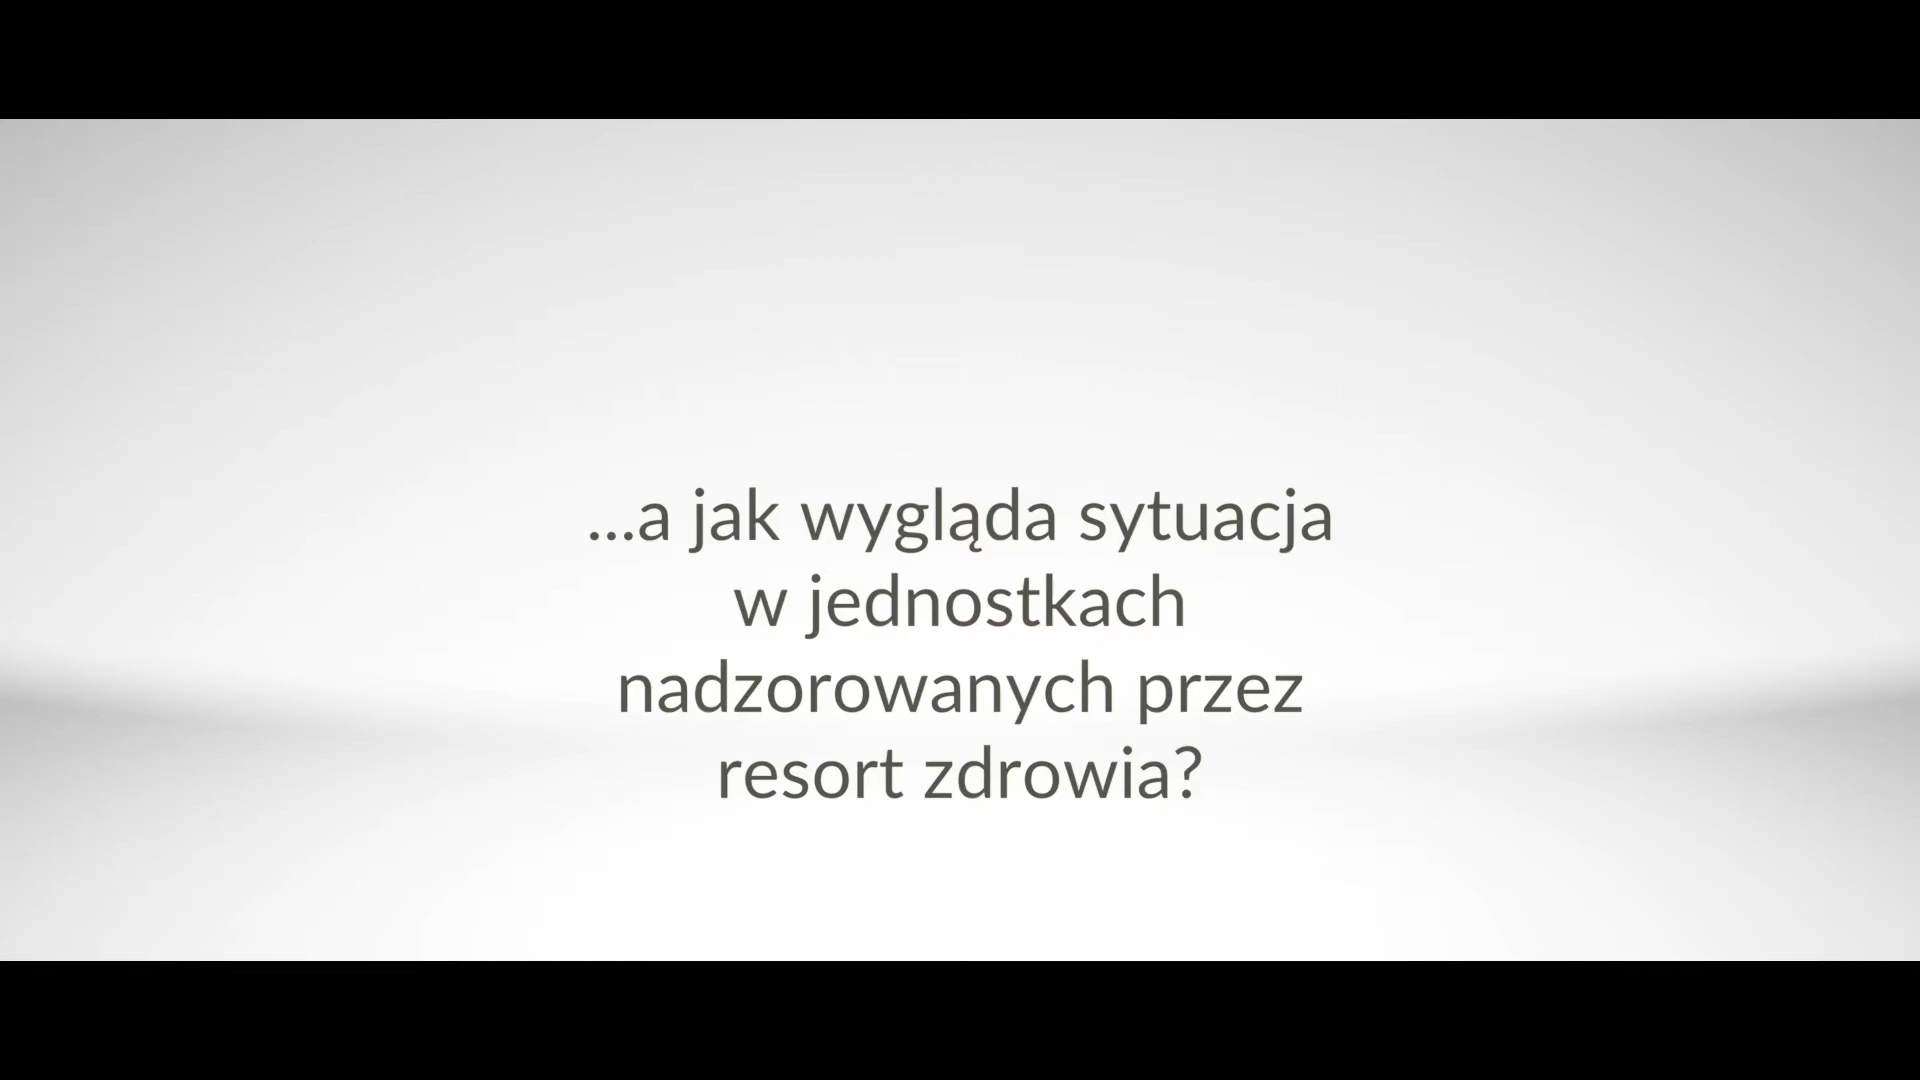 ...a jak wygląda sytuacja
w jednostkach
nadzorowanych przez
resort zdrowia?